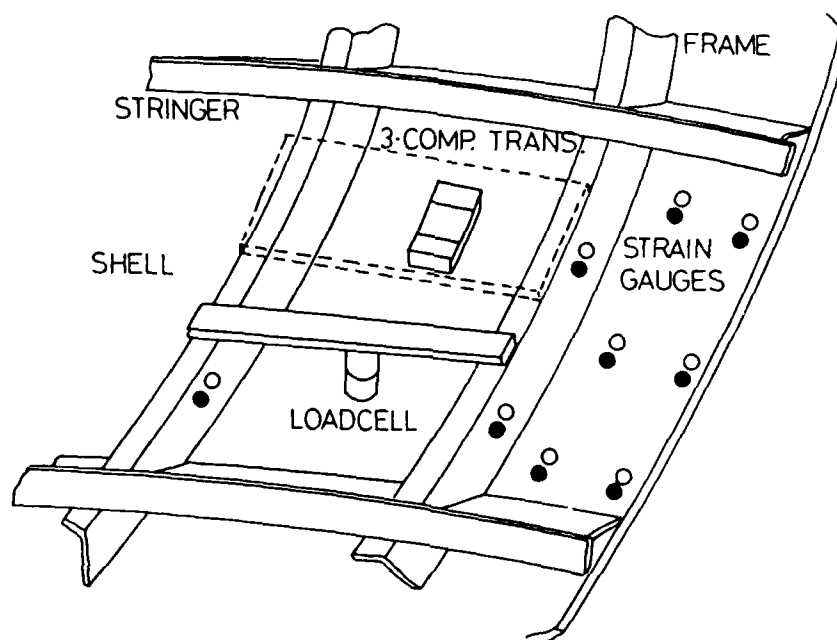 FRAME
STRINGER
3-COMP. TRANS.
STRAIN
GAUGES
SHELL
LOADCELL